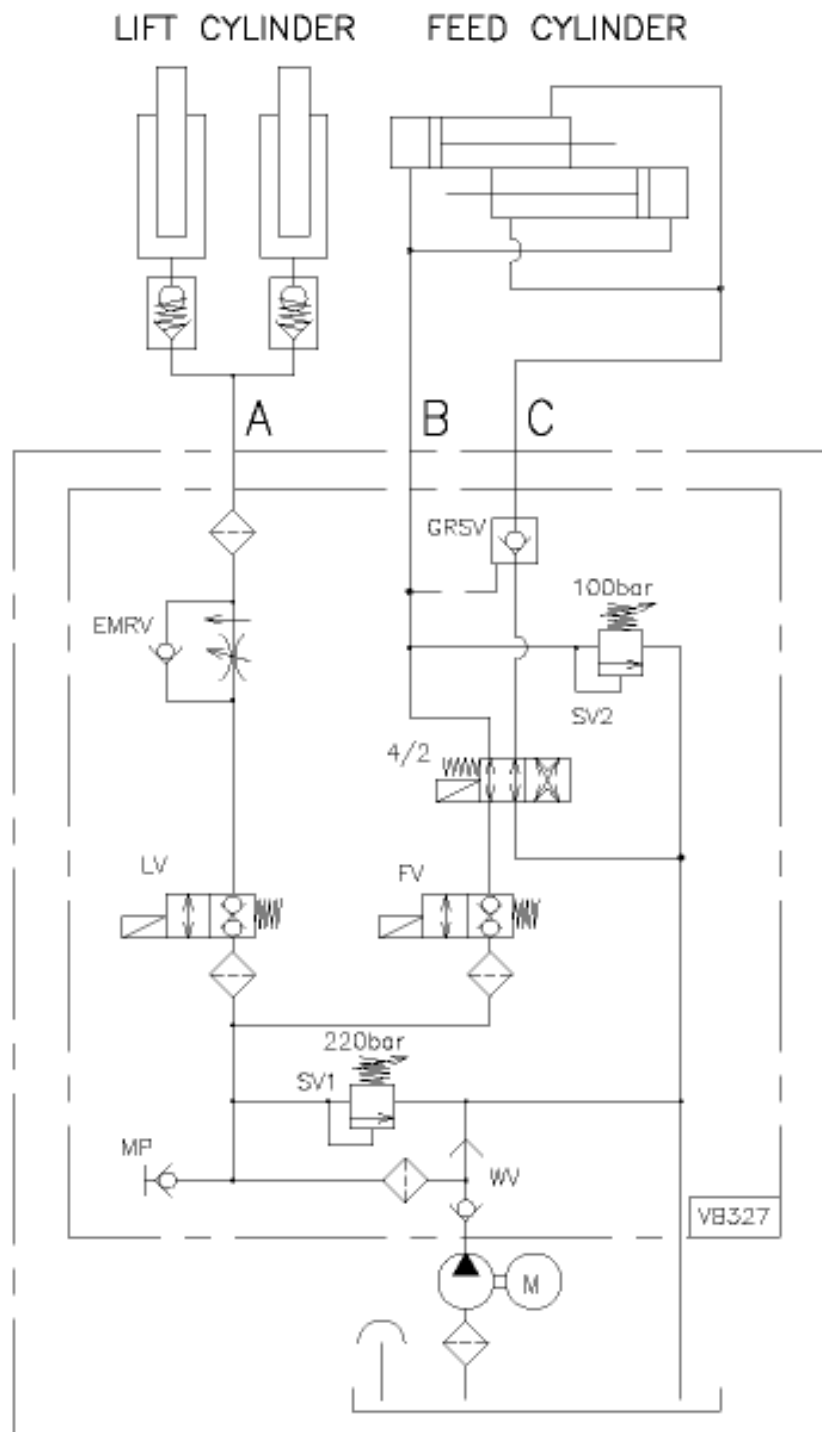 LIFT CYLINDER FEED CYLINDER
A B C
GRSV
100bar
EMRV
SV2
4/2
LV FV
220bar
SV1
MP WV
VB327
M